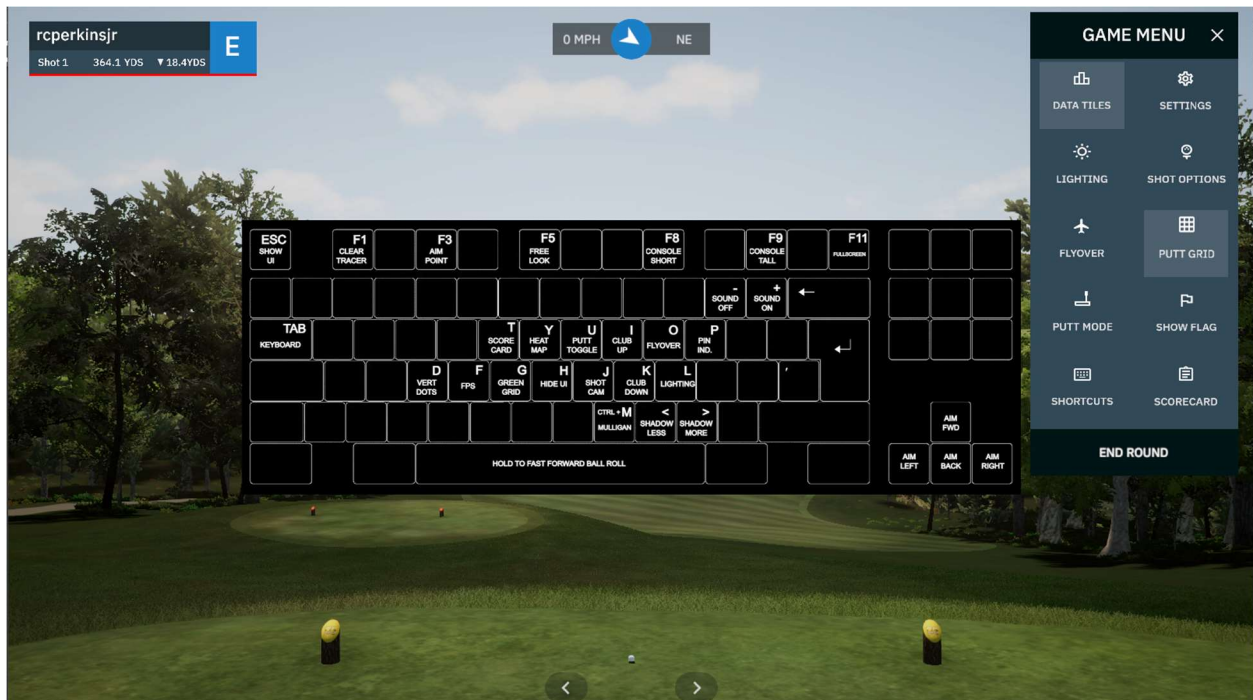 rcperkinsjr
E
Shot 1 364.1 YDS ▼18.4YDS
0 MPH NE
GAME MENU ×
DATA TILES
SETTINGS
LIGHTING
SHOT OPTIONS
FLYOVER
PUTT GRID
PUTT MODE
SHOW FLAG
SHORTCUTS
SCORECARD
END ROUND
ESC
SHOW
UI
F1
CLEAR
TRACER
F3
AIM
POINT
F5
FREE
LOOK
F8
CONSOLE
SHORT
F9
CONSOLE
TALL
F11
FULLSCREEN
-
SOUND
OFF
+
SOUND
ON
←
TAB
KEYBOARD
T
SCORE
CARD
Y
HEAT
MAP
U
PUTT
TOGGLE
I
CLUB
UP
O
FLYOVER
P
PIN
IND.
D
VERT
DOTS
F
FPS
G
GREEN
GRID
H
HIDE UI
J
SHOT
CAM
K
CLUB
DOWN
L
LIGHTING
'
CTRL + M
MULLIGAN
<
SHADOW
LESS
>
SHADOW
MORE
AIM
FWD
HOLD TO FAST FORWARD BALL ROLL
AIM
LEFT
AIM
BACK
AIM
RIGHT